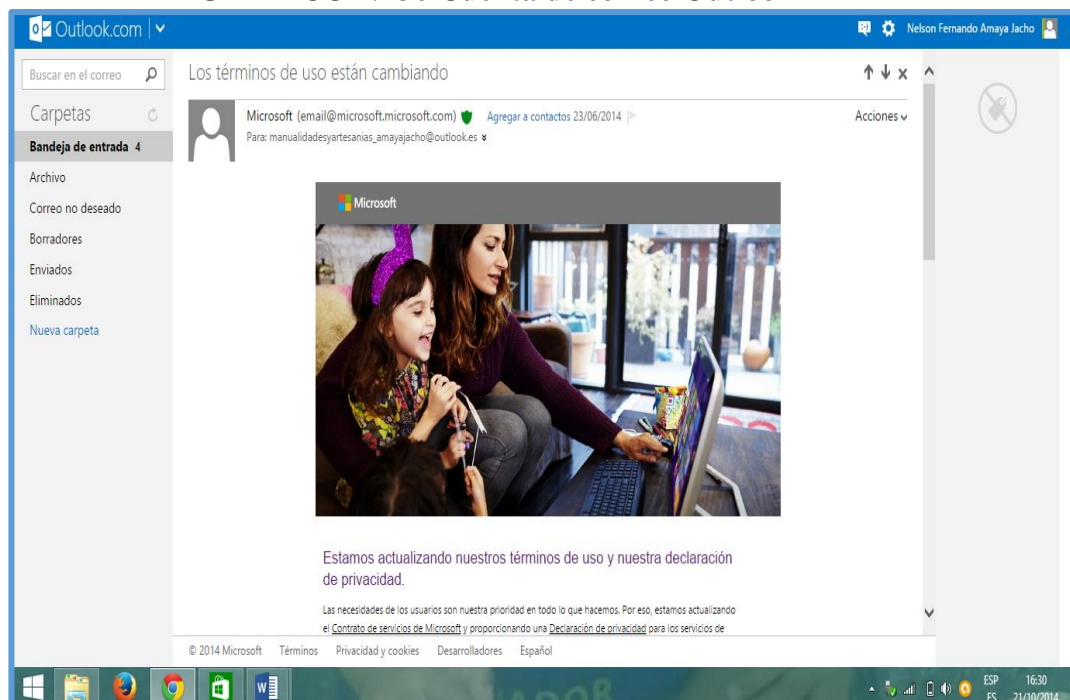 Outlook.com
Nelson Fernando Amaya Jacho
Buscar en el correo
Carpetas
Bandeja de entrada 4
Archivo
Correo no deseado
Borradores
Enviados
Eliminados
Nueva carpeta
Los términos de uso están cambiando
Microsoft (email@microsoft.microsoft.com) Agregar a contactos 23/06/2014
Acciones
Para: manualidadesyartesanias_amayajacho@outlook.es
Microsoft
Estamos actualizando nuestros términos de uso y nuestra declaración
de privacidad.
Las necesidades de los usuarios son nuestra prioridad en todo lo que hacemos. Por eso, estamos actualizando
el Contrato de servicios de Microsoft y proporcionando una Declaración de privacidad para los servicios de
© 2014 Microsoft Términos Privacidad y cookies Desarrolladores Español
ESP 16:30
ES 21/10/2014